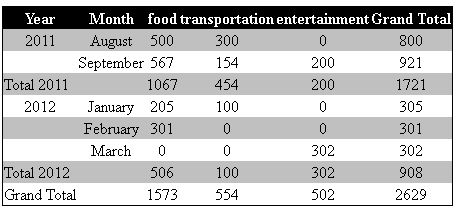 Year Month food transportation entertainment Grand Total
2011 August 500 300 0 800
September 567 154 200 921
Total 2011 1067 454 200 1721
2012 January 205 100 0 305
February 301 0 0 301
March 0 0 302 302
Total 2012 506 100 302 908
Grand Total 1573 554 502 2629